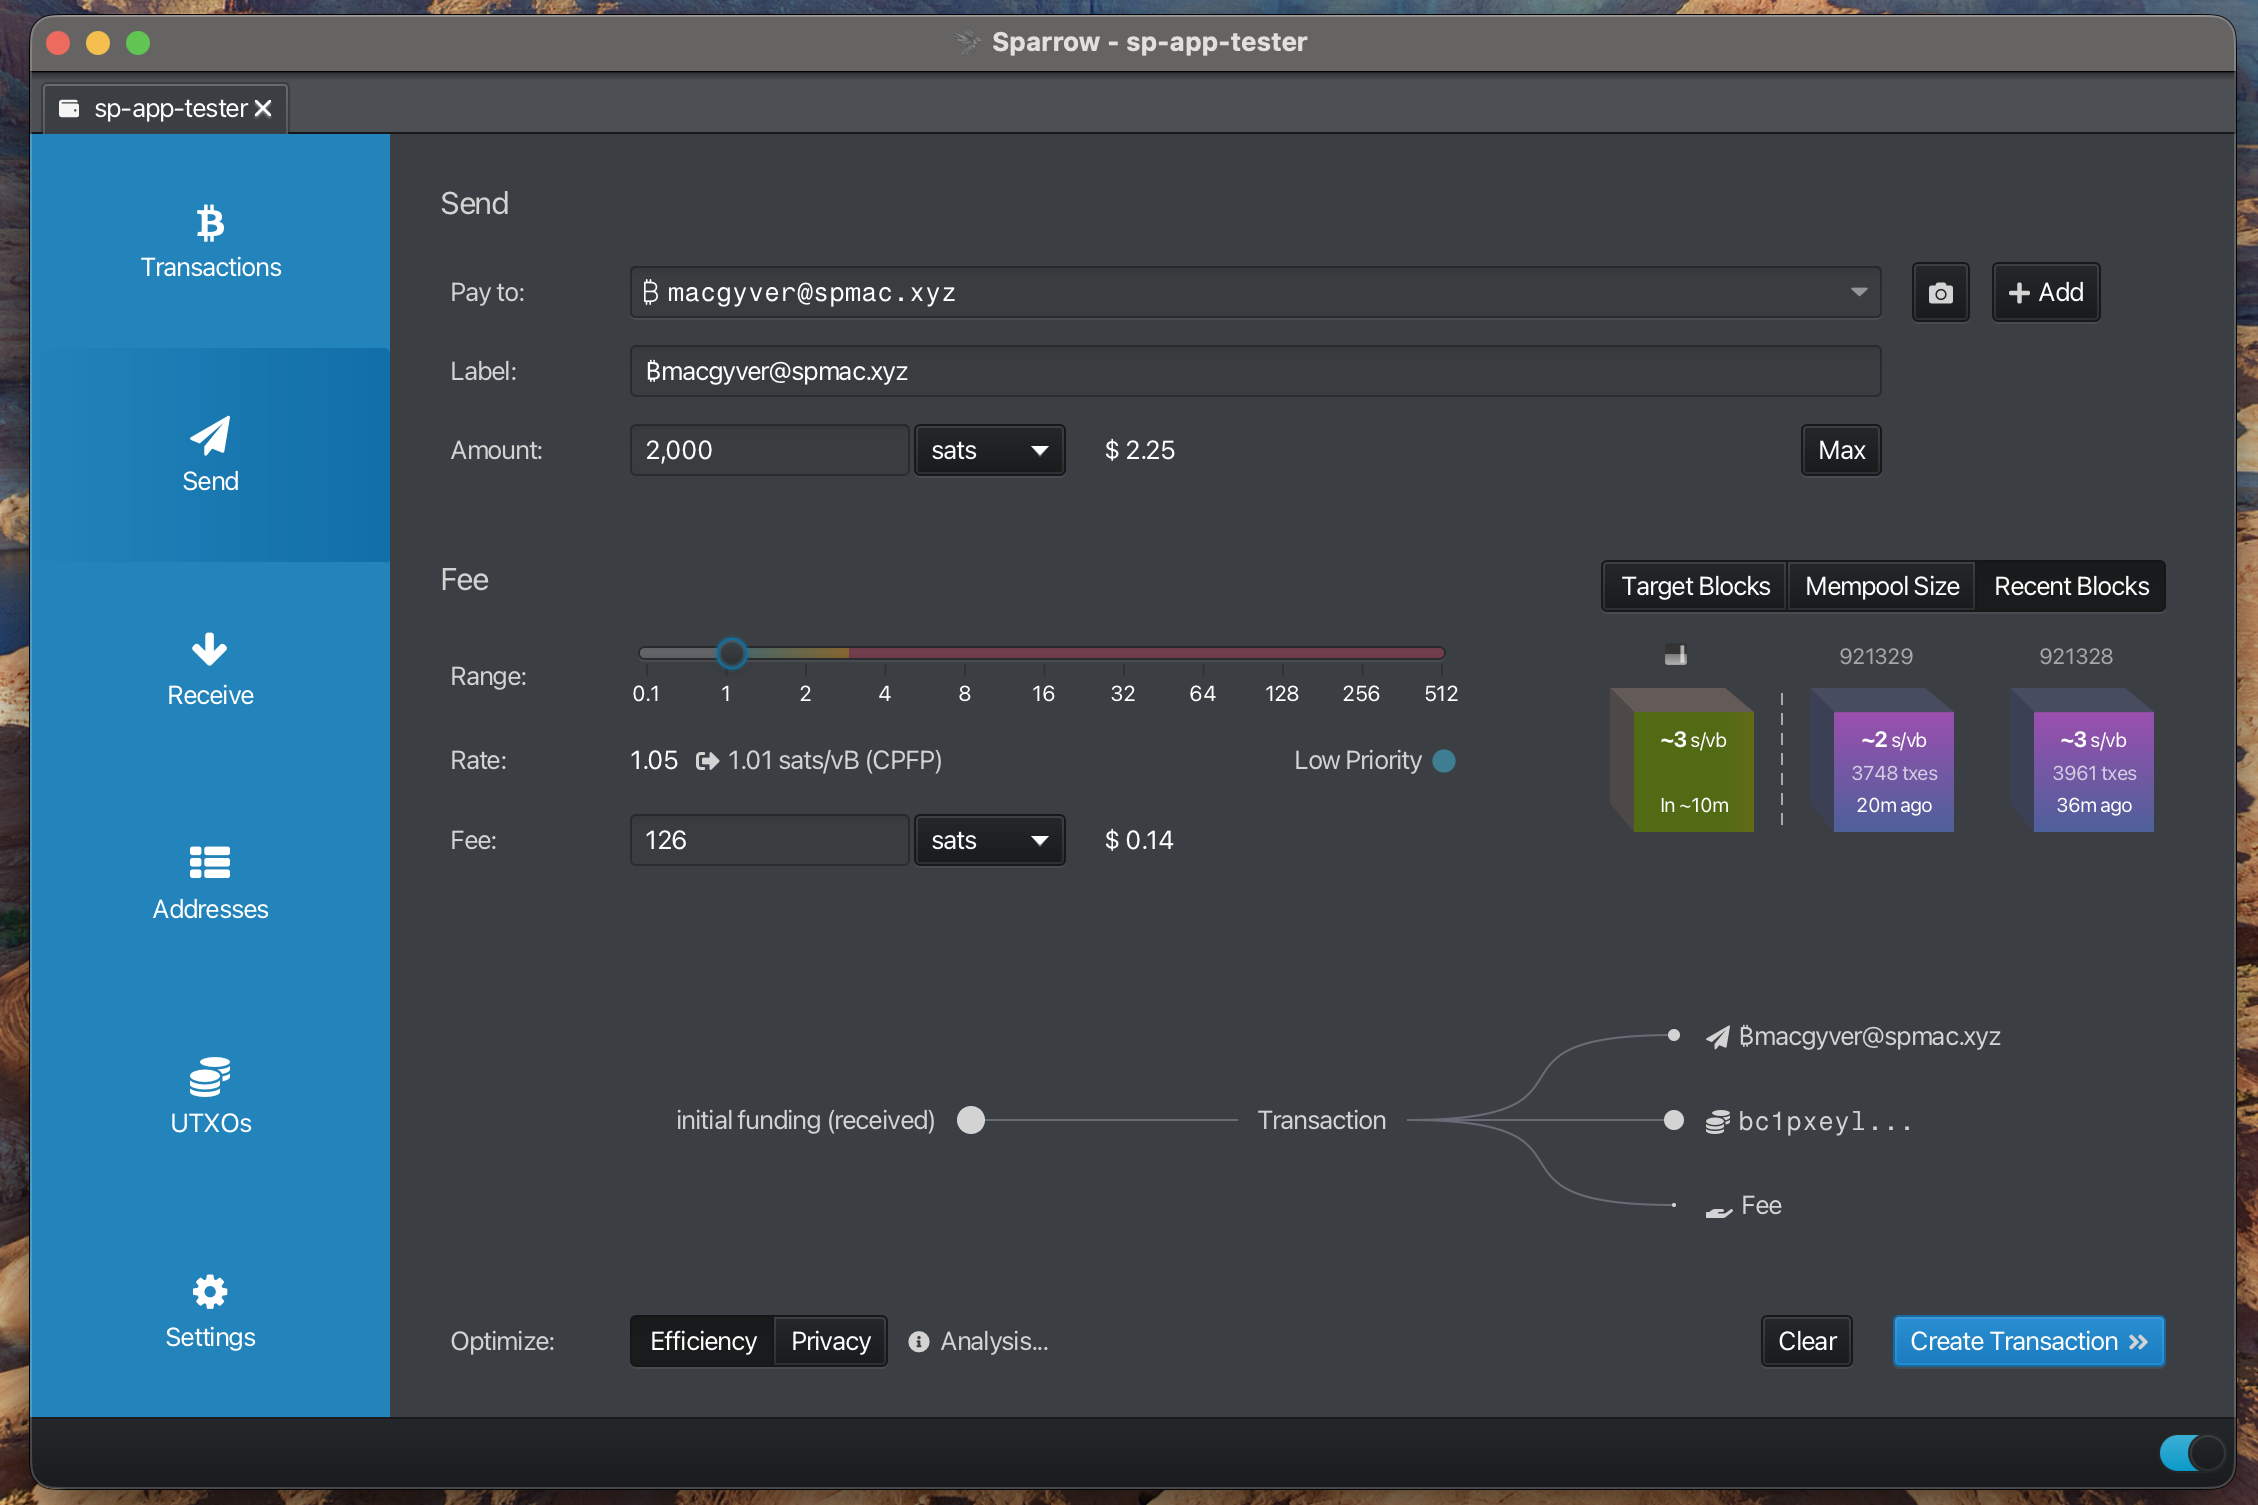 Sparrow - sp-app-tester
sp-app-tester
Transactions
Send
Receive
Addresses
UTXOs
Settings
Send
Pay to: ₿ macgyver@spmac.xyz
Add
Label: ₿macgyver@spmac.xyz
Amount: 2,000 sats $ 2.25 Max
Fee
Target Blocks Mempool Size Recent Blocks
Range:
0.1 1 2 4 8 16 32 64 128 256 512
Rate: 1.05 1.01 sats/vB (CPFP) Low Priority
Fee: 126 sats $ 0.14
~3 s/vb
In ~10m
921329
~2 s/vb
3748 txes
20m ago
921328
~3 s/vb
3961 txes
36m ago
initial funding (received)
Transaction
₿macgyver@spmac.xyz
bc1pxeyl...
Fee
Optimize: Efficiency Privacy Analysis...
Clear
Create Transaction »